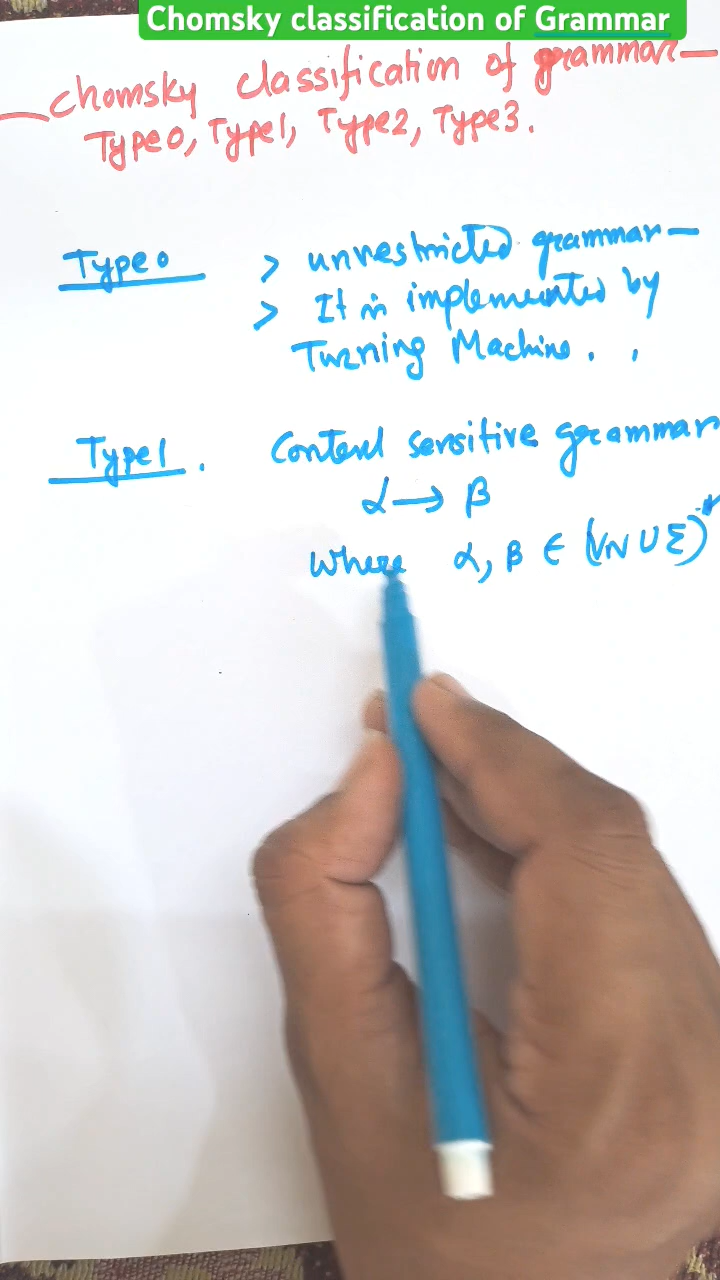 Chomsky classification of Grammar
Chomsky classification of grammar
Type0, Type1, Type2, Type3.
Type0 > unrestricted grammar
> It is implemented by
Turning Machine.
Type1. Context sensitive grammar
α → β
Where α, β ∈ (VN ∪ Σ)*